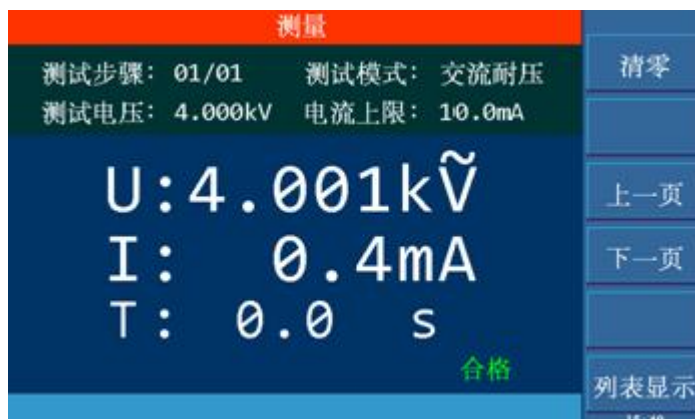 测量
测试步骤: 01/01 测试模式: 交流耐压
测试电压: 4.000kV 电流上限: 10.0mA
U:4.001kṼ
I: 0.4mA
T: 0.0 s
合格
清零
上一页
下一页
列表显示